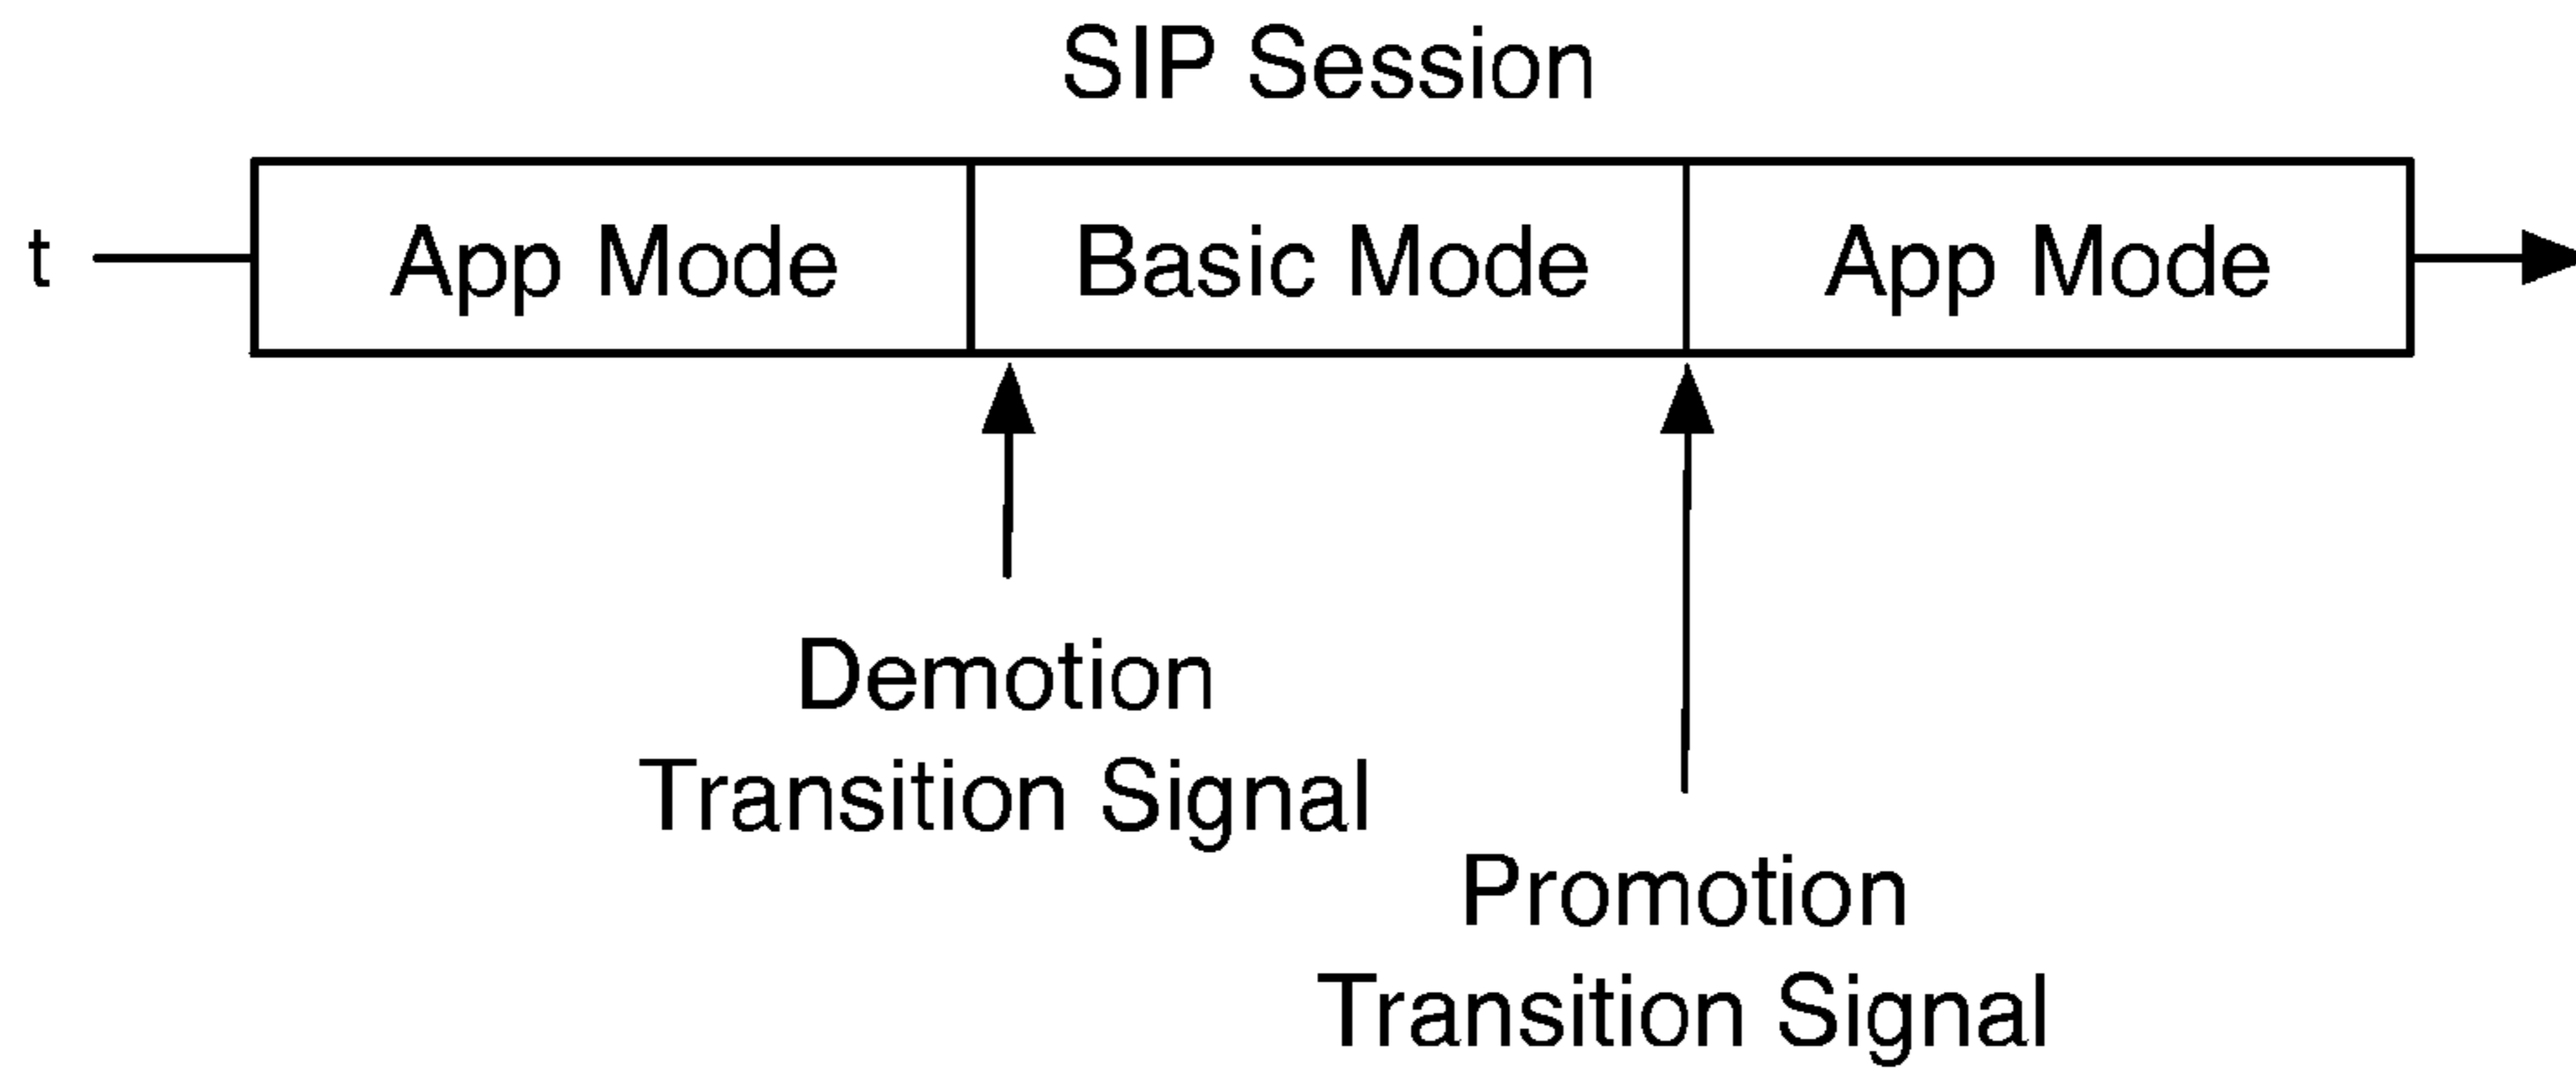 SIP Session
t
App Mode
Basic Mode
App Mode
Demotion
Transition Signal
Promotion
Transition Signal